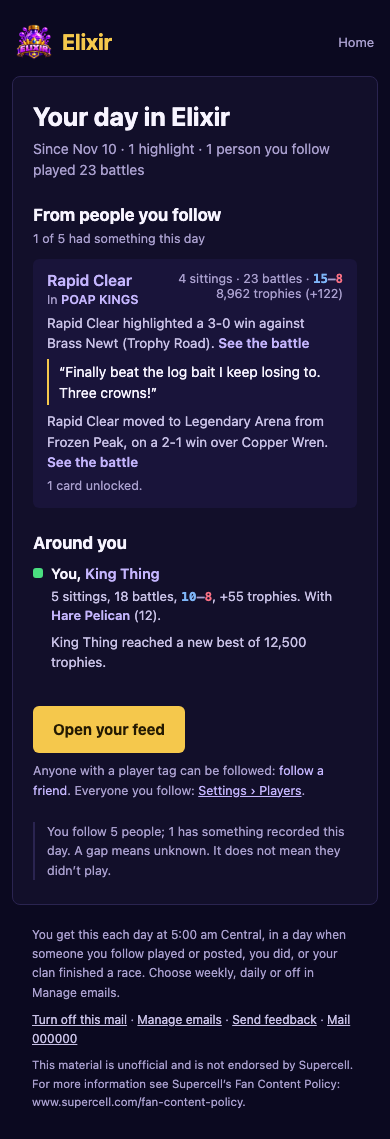 ELIXIR
Elixir
Home
Your day in Elixir
Since Nov 10 · 1 highlight · 1 person you follow
played 23 battles
From people you follow
1 of 5 had something this day
Rapid Clear
4 sittings · 23 battles · 15–8
In POAP KINGS
8,962 trophies (+122)
Rapid Clear highlighted a 3-0 win against
Brass Newt (Trophy Road). See the battle
“Finally beat the log bait I keep losing to.
Three crowns!”
Rapid Clear moved to Legendary Arena from
Frozen Peak, on a 2-1 win over Copper Wren.
See the battle
1 card unlocked.
Around you
You, King Thing
5 sittings, 18 battles, 10–8, +55 trophies. With
Hare Pelican (12).
King Thing reached a new best of 12,500
trophies.
Open your feed
Anyone with a player tag can be followed: follow a
friend. Everyone you follow: Settings › Players.
You follow 5 people; 1 has something recorded this
day. A gap means unknown. It does not mean they
didn’t play.
You get this each day at 5:00 am Central, in a day when
someone you follow played or posted, you did, or your
clan finished a race. Choose weekly, daily or off in
Manage emails.
Turn off this mail · Manage emails · Send feedback · Mail
000000
This material is unofficial and is not endorsed by Supercell.
For more information see Supercell’s Fan Content Policy:
www.supercell.com/fan-content-policy.